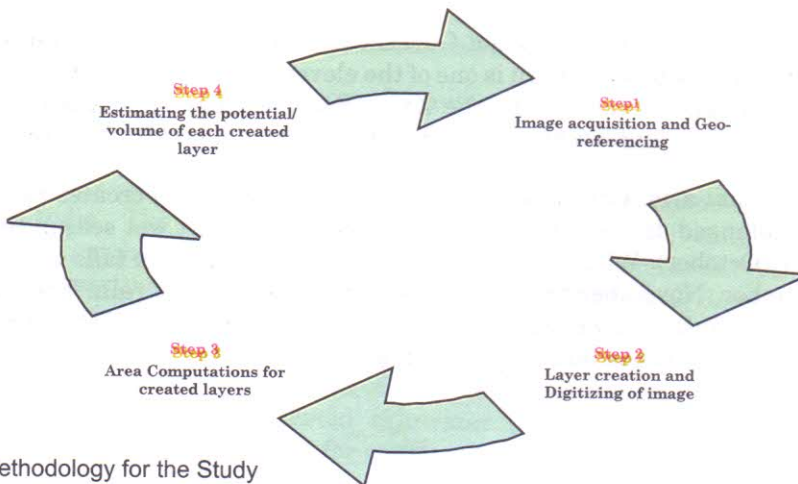 Step 4
Estimating the potential/
volume of each created
layer
Step1
Image acquisition and Geo-
referencing
Step 2
Layer creation and
Digitizing of image
Step 3
Area Computations for
created layers
ethodology for the Study